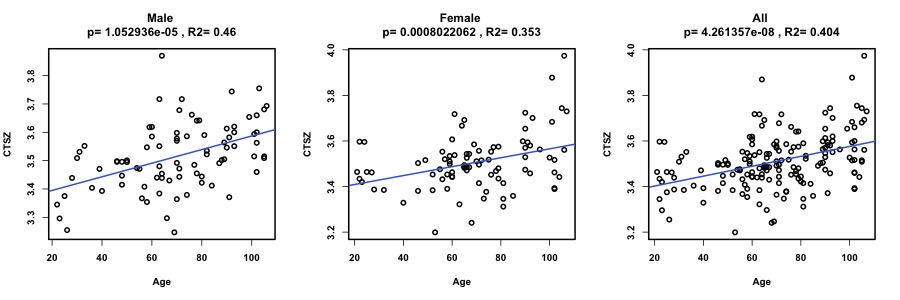 Male
p= 1.052936e-05 , R2= 0.46
CTSZ
3.8
3.7
3.6
3.5
3.4
3.3
20 40 60 80 100
Age
Female
p= 0.0008022062 , R2= 0.353
CTSZ
4.0
3.8
3.6
3.4
3.2
20 40 60 80 100
Age
All
p= 4.261357e-08 , R2= 0.404
CTSZ
4.0
3.8
3.6
3.4
3.2
20 40 60 80 100
Age